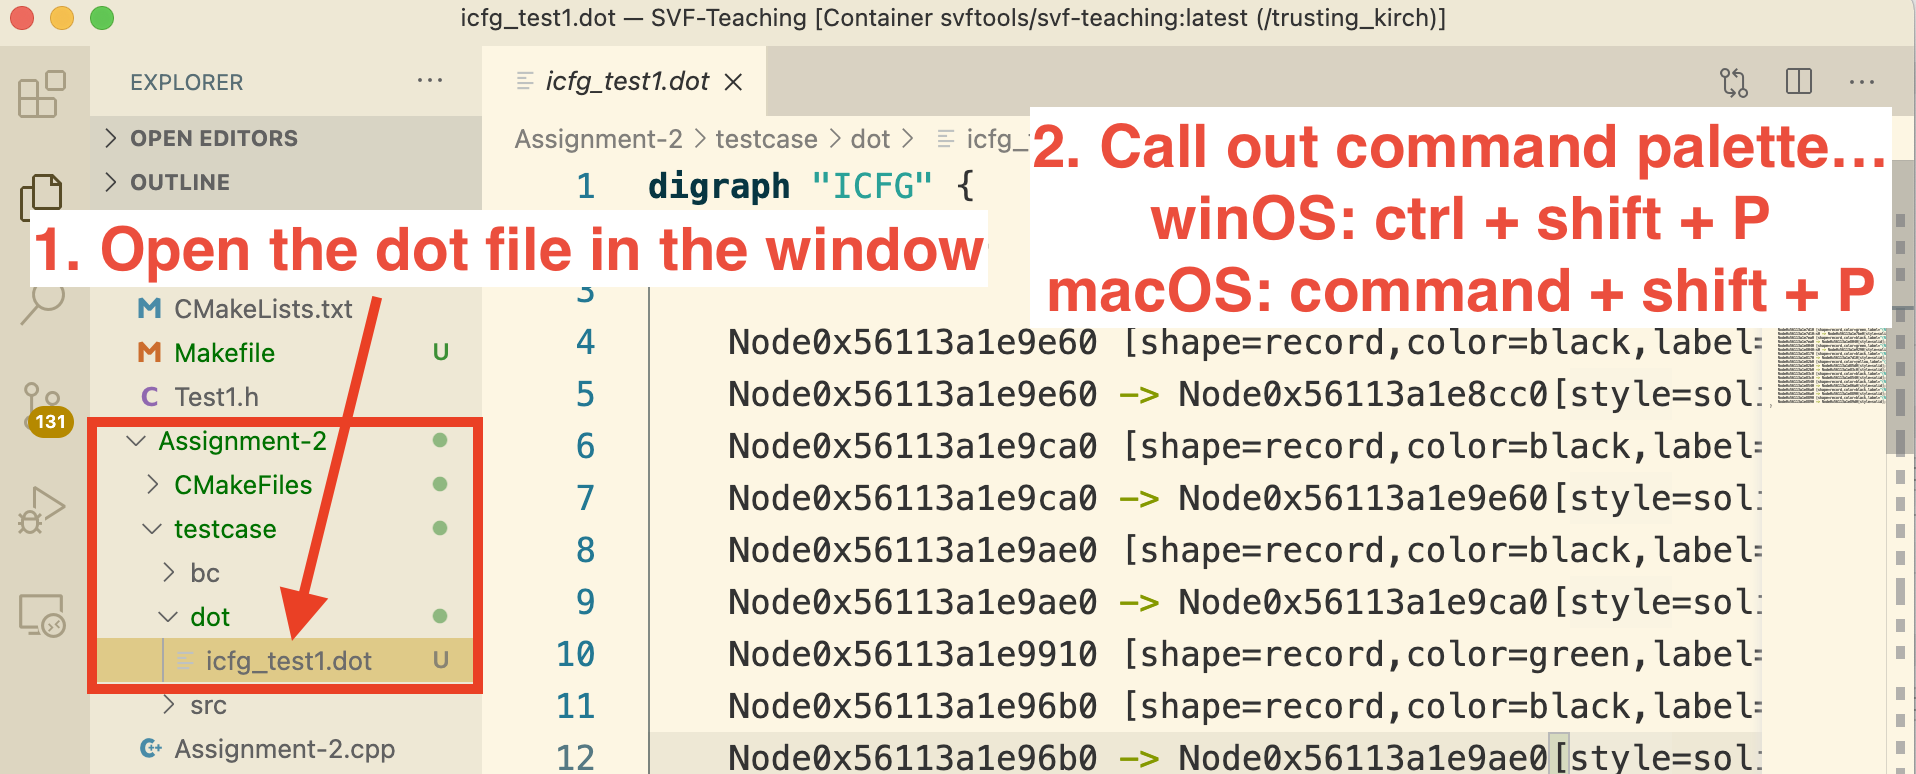 icfg_test1.dot — SVF-Teaching [Container svftools/svf-teaching:latest (/trusting_kirch)]
EXPLORER
OPEN EDITORS
OUTLINE
1. Open the dot file in the window
CMakeLists.txt
Makefile U
C Test1.h
131
Assignment-2
CMakeFiles
testcase
bc
dot
icfg_test1.dot U
src
Assignment-2.cpp
icfg_test1.dot
Assignment-2 > testcase > dot > icfg_
2. Call out command palette...
winOS: ctrl + shift + P
macOS: command + shift + P
1 digraph "ICFG" {
3
4 Node0x56113a1e9e60 [shape=record,color=black,label=
5 Node0x56113a1e9e60 -> Node0x56113a1e8cc0[style=soli
6 Node0x56113a1e9ca0 [shape=record,color=black,label=
7 Node0x56113a1e9ca0 -> Node0x56113a1e9e60[style=soli
8 Node0x56113a1e9ae0 [shape=record,color=black,label=
9 Node0x56113a1e9ae0 -> Node0x56113a1e9ca0[style=soli
10 Node0x56113a1e9910 [shape=record,color=green,label=
11 Node0x56113a1e96b0 [shape=record,color=black,label=
12 Node0x56113a1e96b0 -> Node0x56113a1e9ae0[style=soli